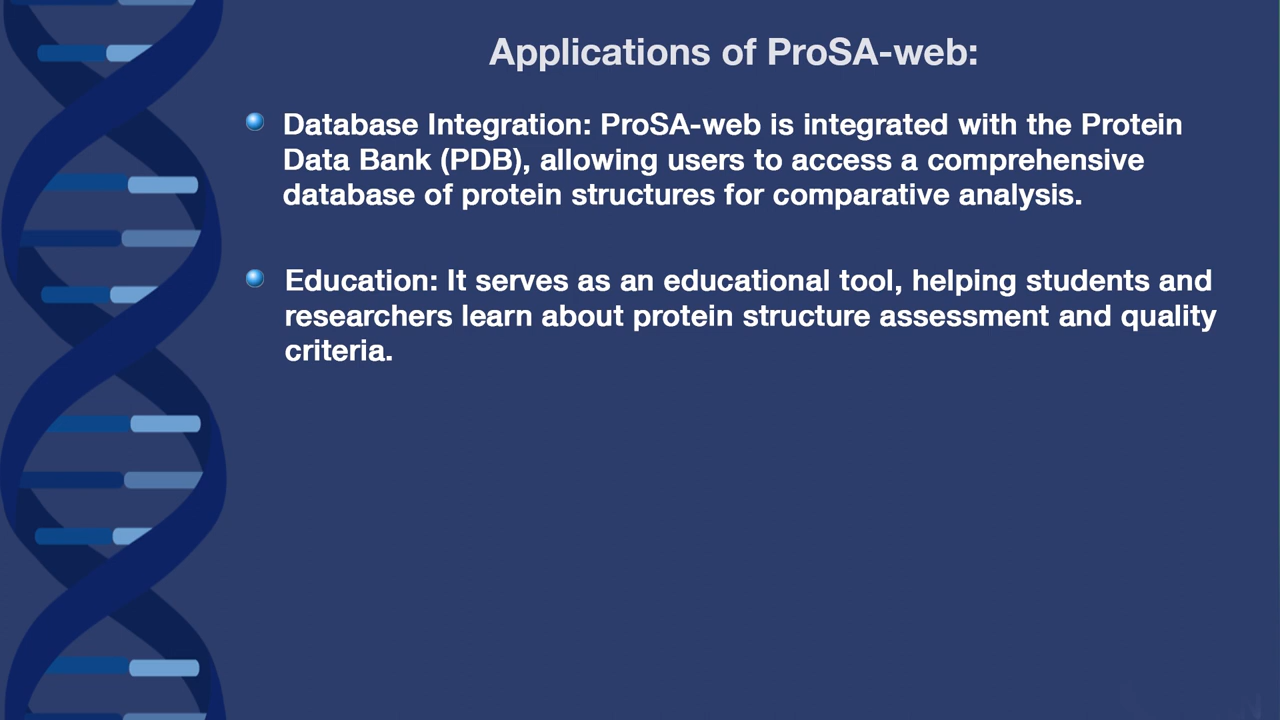 Applications of ProSA-web:
Database Integration: ProSA-web is integrated with the Protein
Data Bank (PDB), allowing users to access a comprehensive
database of protein structures for comparative analysis.
Education: It serves as an educational tool, helping students and
researchers learn about protein structure assessment and quality
criteria.